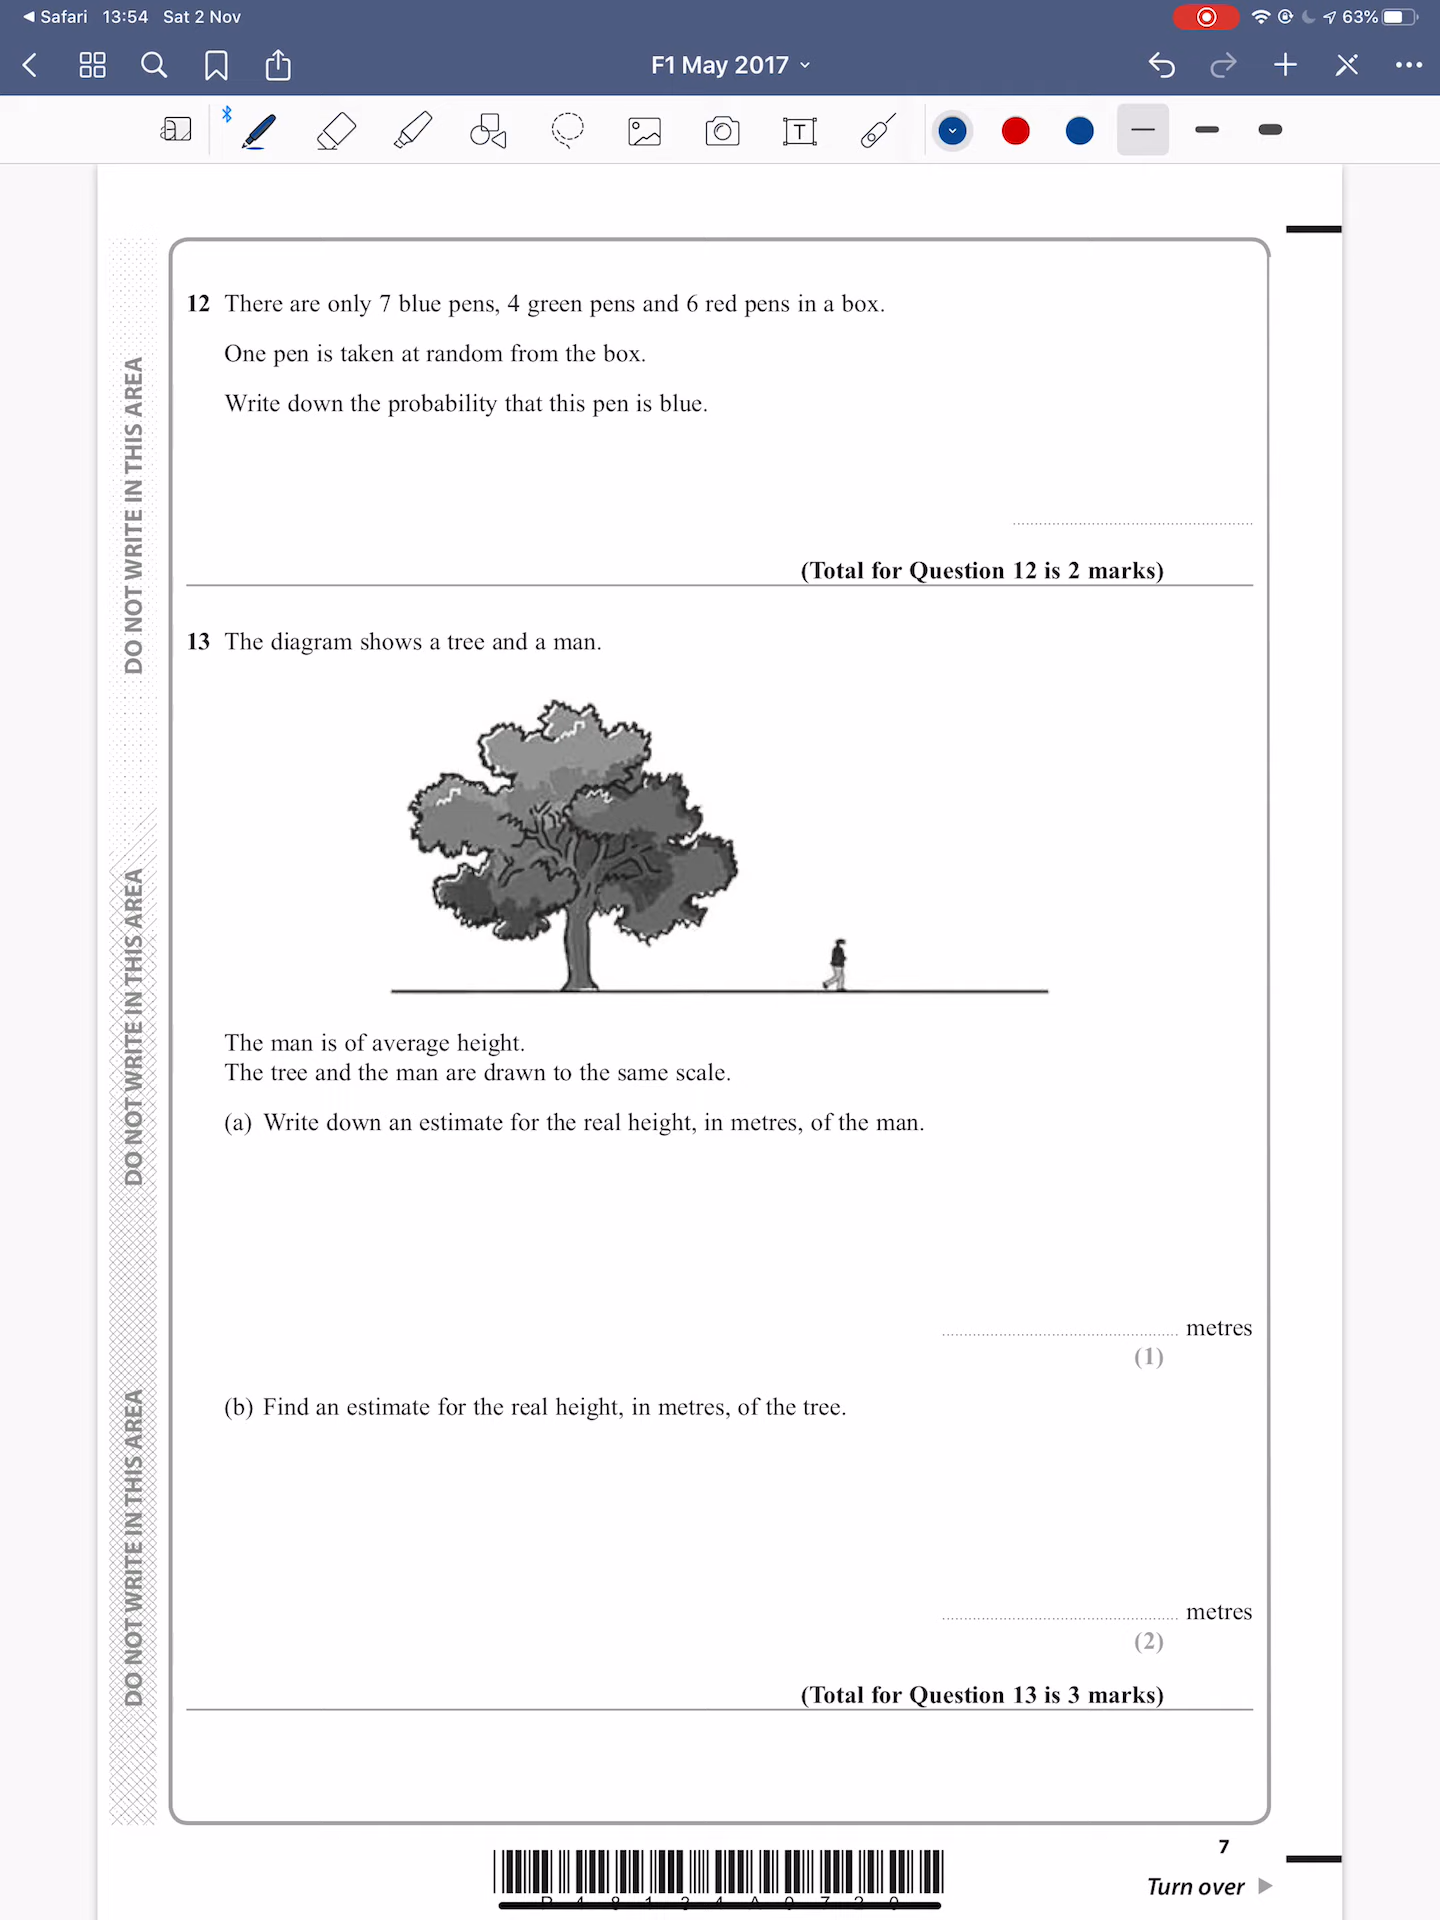 Safari 13:54 Sat 2 Nov 63%
F1 May 2017
12 There are only 7 blue pens, 4 green pens and 6 red pens in a box.
One pen is taken at random from the box.
Write down the probability that this pen is blue.
(Total for Question 12 is 2 marks)
13 The diagram shows a tree and a man.
The man is of average height.
The tree and the man are drawn to the same scale.
(a) Write down an estimate for the real height, in metres, of the man.
metres
(1)
(b) Find an estimate for the real height, in metres, of the tree.
metres
(2)
(Total for Question 13 is 3 marks)
DO NOT WRITE IN THIS AREA
DO NOT WRITE IN THIS AREA
DO NOT WRITE IN THIS AREA
7
Turn over